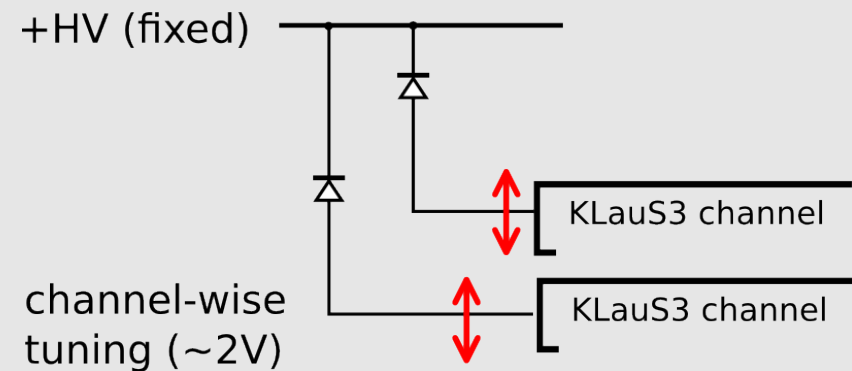 +HV (fixed)
KLauS3 channel
channel-wise
tuning (~2V)
KLauS3 channel